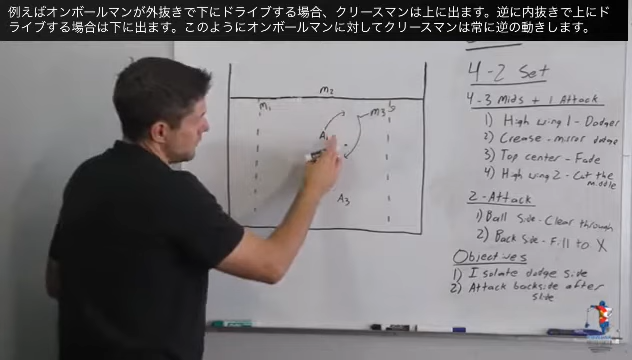 例えばオンボールマンが外抜きで下にドライブする場合、クリースマンは上に出ます。逆に内抜きで上にド
ライブする場合は下に出ます。このようにオンボールマンに対してクリースマンは常に逆の動きします。
4-2 Set
4-3 Mids + 1 Attack
1) High wing 1 - Dodger
2) Crease - mirror dodge
3) Top center - Fade
4) High wing 2 - Cut the middle
2-Attack
1) Ball side - Clear through
2) Back side - Fill to X
Objectives
1) Isolate dodge side
2) Attack backside after
slide
M2
M1
M3
A1
A3